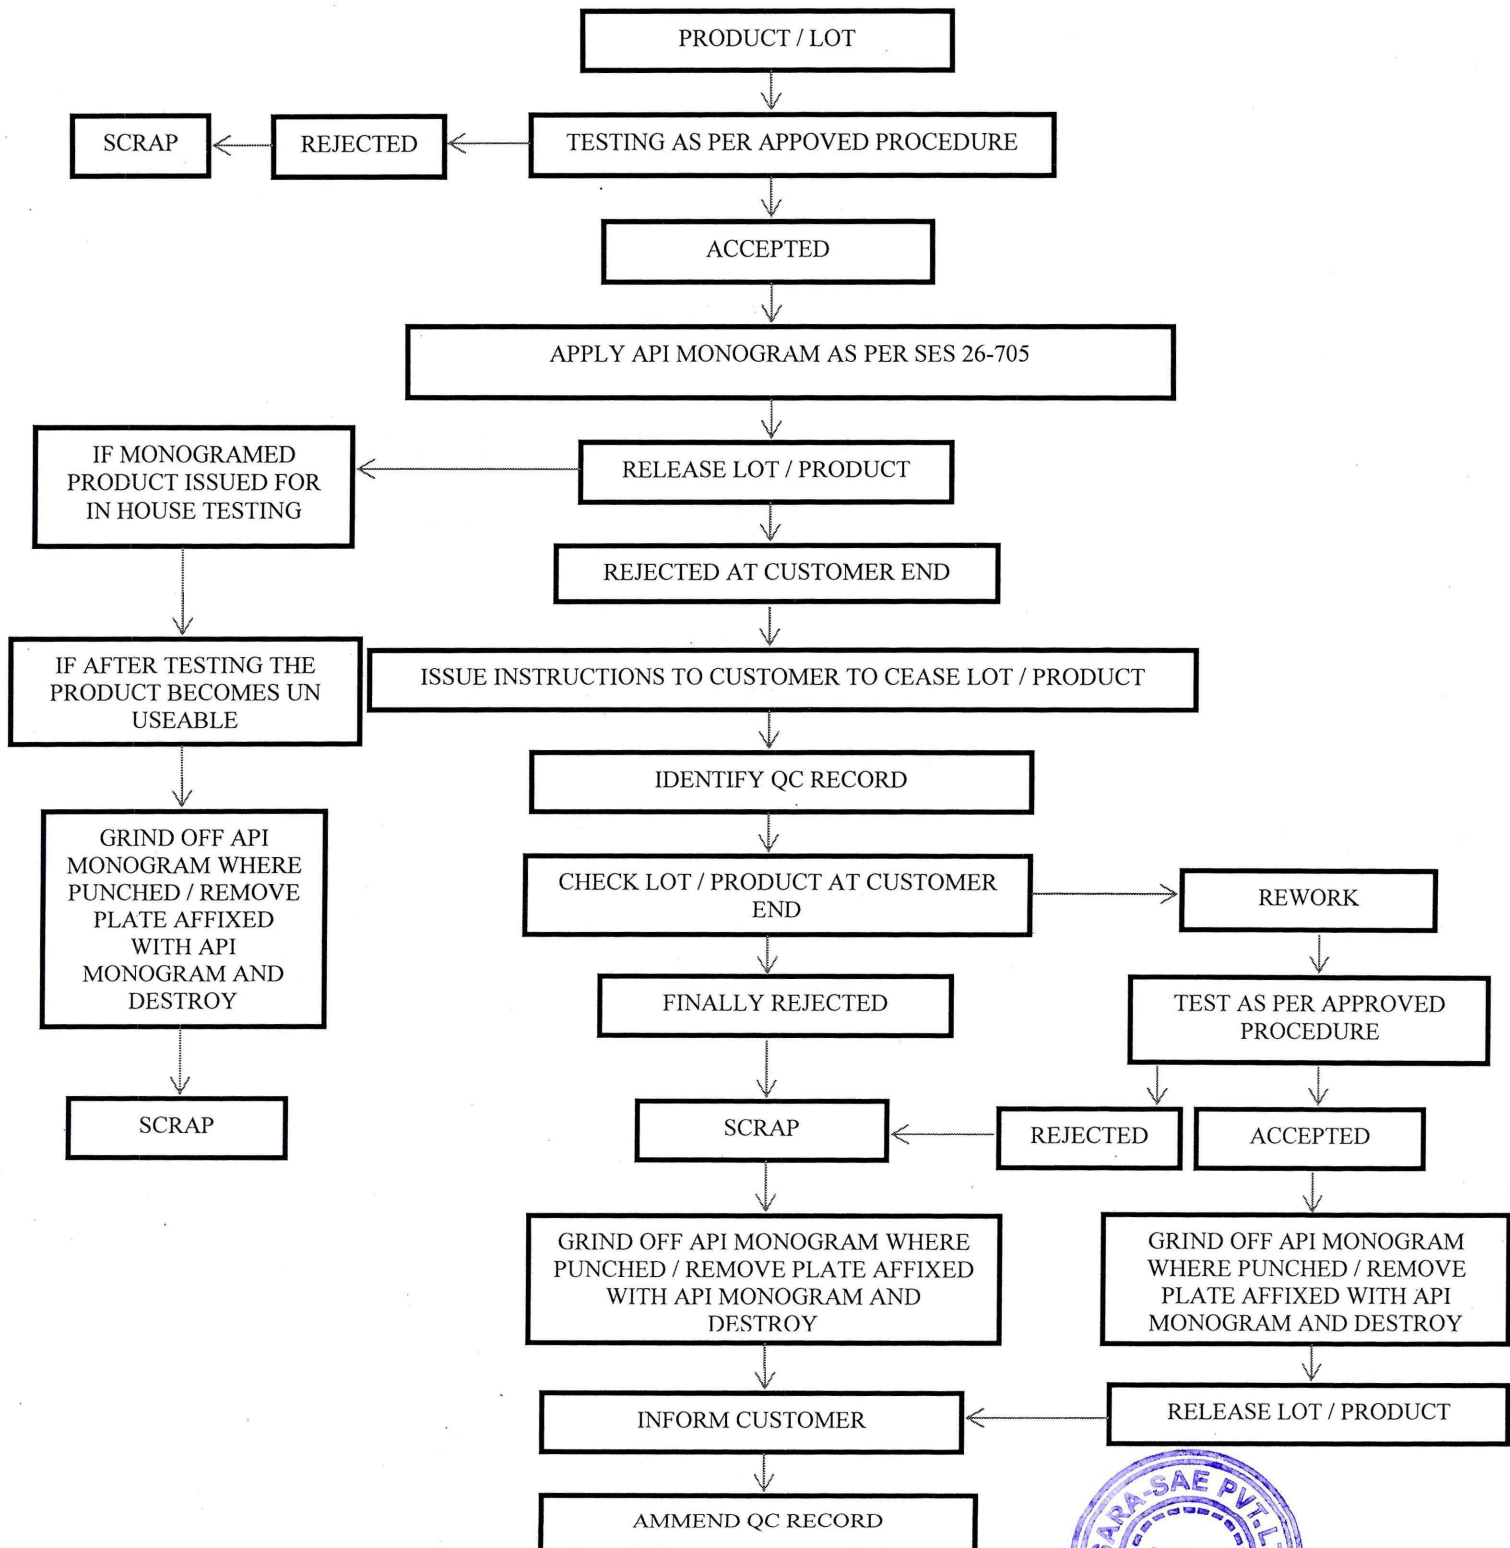 PRODUCT / LOT
SCRAP
REJECTED
TESTING AS PER APPOVED PROCEDURE
ACCEPTED
APPLY API MONOGRAM AS PER SES 26-705
IF MONOGRAMED
PRODUCT ISSUED FOR
IN HOUSE TESTING
RELEASE LOT / PRODUCT
REJECTED AT CUSTOMER END
IF AFTER TESTING THE
PRODUCT BECOMES UN
USEABLE
ISSUE INSTRUCTIONS TO CUSTOMER TO CEASE LOT / PRODUCT
IDENTIFY QC RECORD
GRIND OFF API
MONOGRAM WHERE
PUNCHED / REMOVE
PLATE AFFIXED
WITH API
MONOGRAM AND
DESTROY
CHECK LOT / PRODUCT AT CUSTOMER
END
REWORK
FINALLY REJECTED
TEST AS PER APPROVED
PROCEDURE
SCRAP
SCRAP
REJECTED
ACCEPTED
GRIND OFF API MONOGRAM WHERE
PUNCHED / REMOVE PLATE AFFIXED
WITH API MONOGRAM AND
DESTROY
GRIND OFF API MONOGRAM
WHERE PUNCHED / REMOVE
PLATE AFFIXED WITH API
MONOGRAM AND DESTROY
INFORM CUSTOMER
RELEASE LOT / PRODUCT
AMMEND QC RECORD
SARA-SAE PVT. L